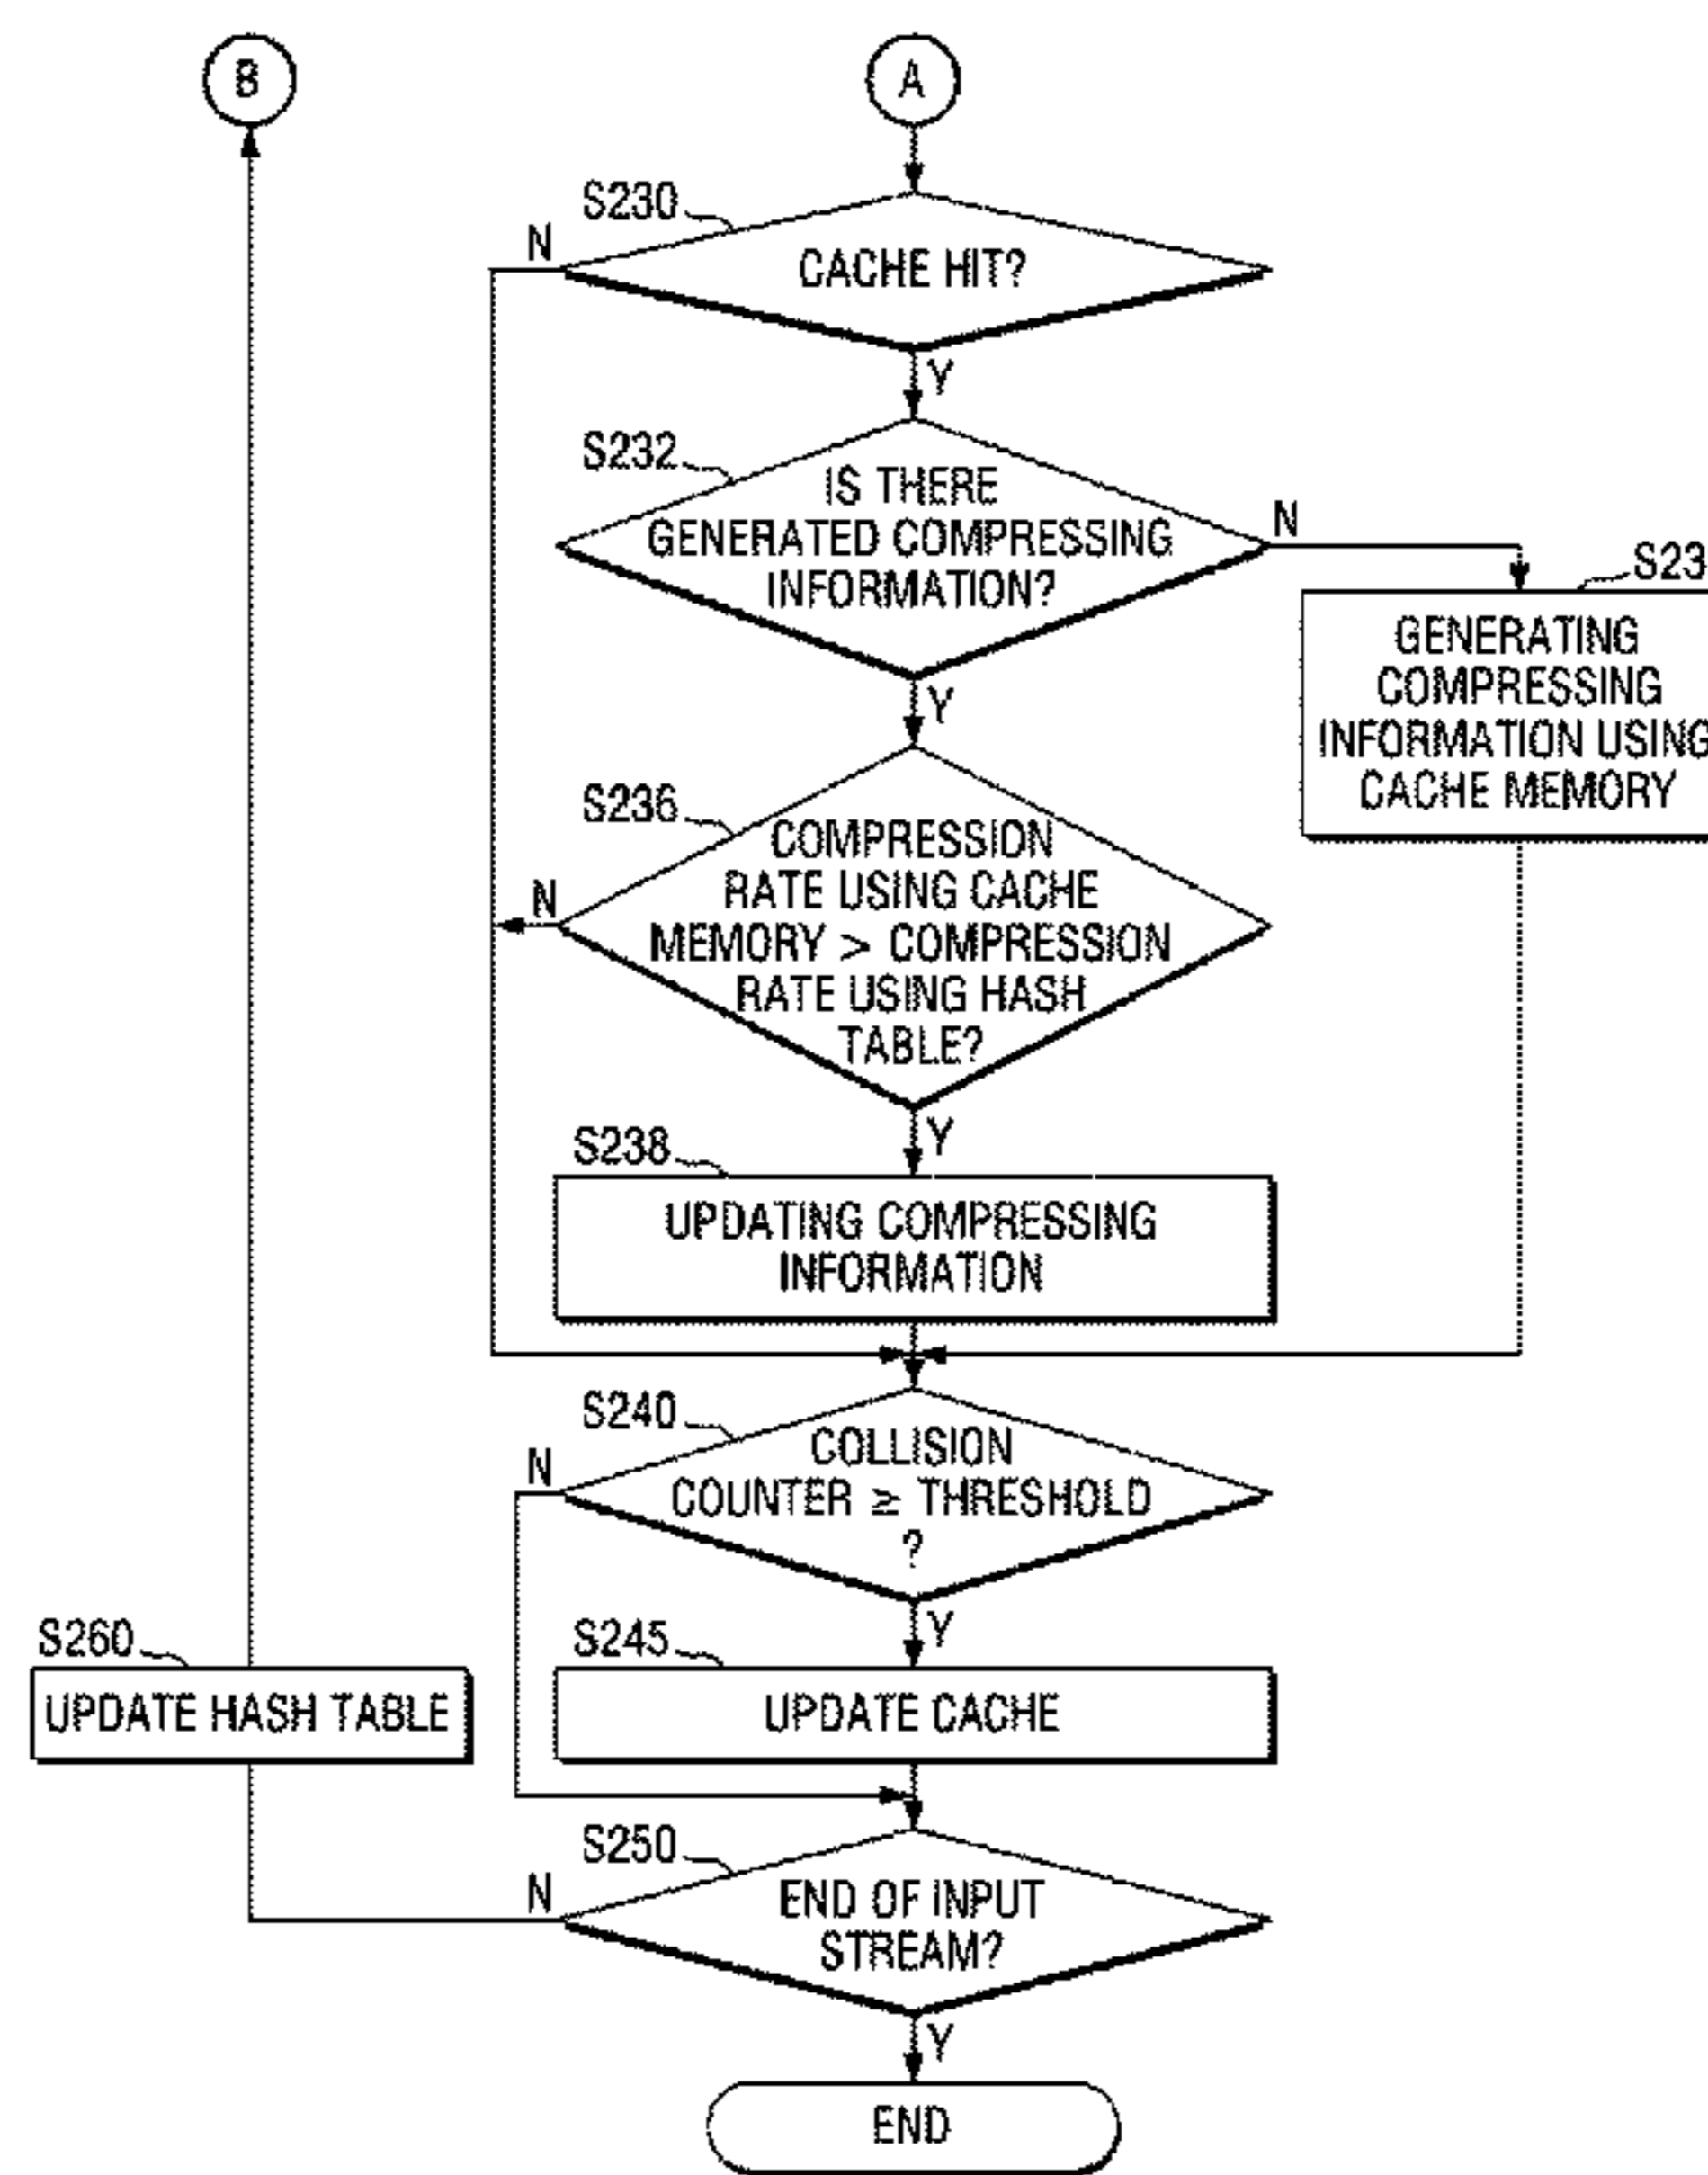 B
A
S230
N
CACHE HIT?
Y
S232
IS THERE
GENERATED COMPRESSING
INFORMATION?
N
Y
S23
GENERATING
COMPRESSING
INFORMATION USING
CACHE MEMORY
S236
COMPRESSION
RATE USING CACHE
MEMORY > COMPRESSION
RATE USING HASH
TABLE?
N
Y
S238
UPDATING COMPRESSING
INFORMATION
S240
COLLISION
COUNTER ≥ THRESHOLD
?
N
Y
S260
UPDATE HASH TABLE
S245
UPDATE CACHE
S250
N
END OF INPUT
STREAM?
Y
END